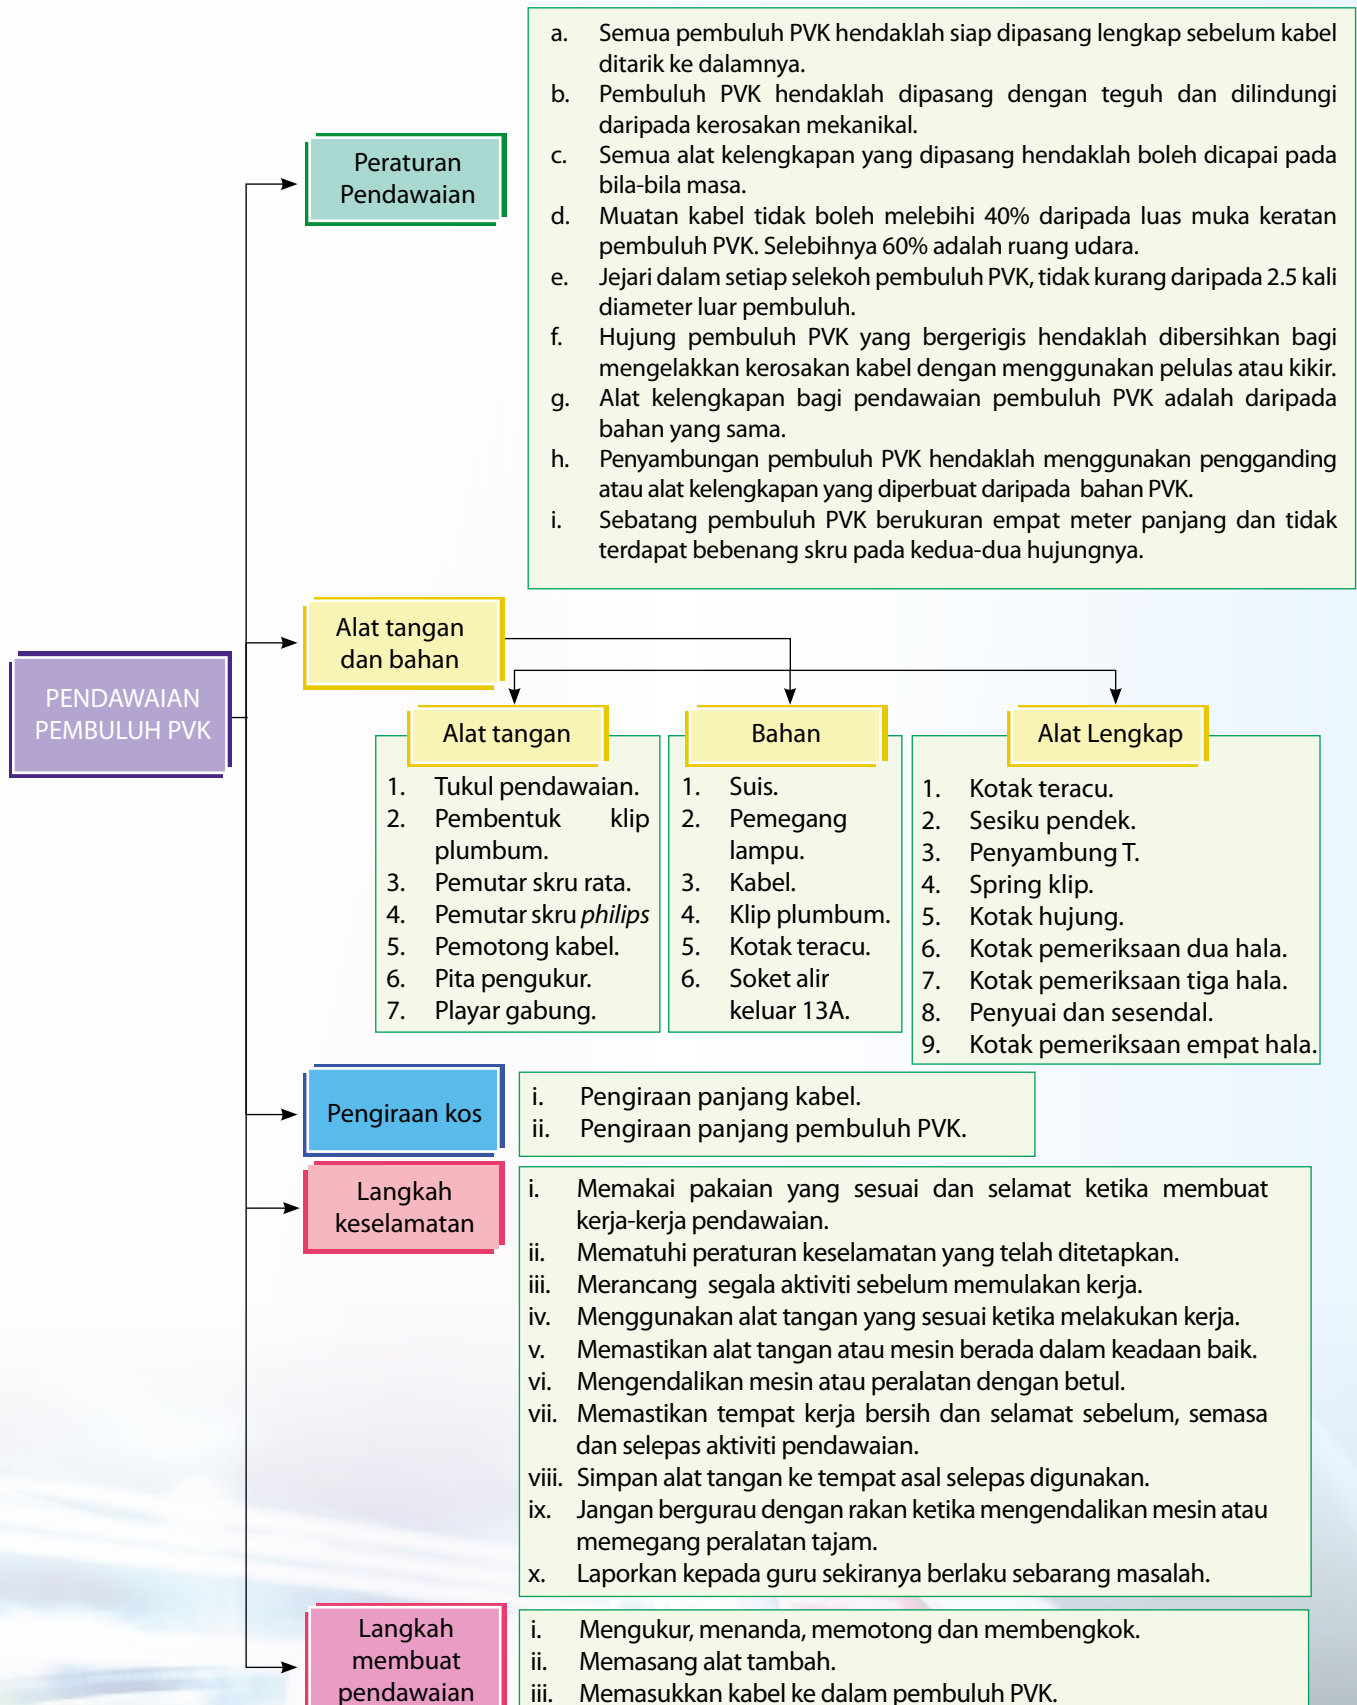 a. Semua pembuluh PVK hendaklah siap dipasang lengkap sebelum kabel
ditarik ke dalamnya.
b. Pembuluh PVK hendaklah dipasang dengan teguh dan dilindungi
daripada kerosakan mekanikal.
c. Semua alat kelengkapan yang dipasang hendaklah boleh dicapai pada
bila-bila masa.
d. Muatan kabel tidak boleh melebihi 40% daripada luas muka keratan
pembuluh PVK. Selebihnya 60% adalah ruang udara.
e. Jejari dalam setiap selekoh pembuluh PVK, tidak kurang daripada 2.5 kali
diameter luar pembuluh.
f. Hujung pembuluh PVK yang bergerigis hendaklah dibersihkan bagi
mengelakkan kerosakan kabel dengan menggunakan pelulas atau kikir.
g. Alat kelengkapan bagi pendawaian pembuluh PVK adalah daripada
bahan yang sama.
h. Penyambungan pembuluh PVK hendaklah menggunakan pengganding
atau alat kelengkapan yang diperbuat daripada bahan PVK.
i. Sebatang pembuluh PVK berukuran empat meter panjang dan tidak
terdapat bebenang skru pada kedua-dua hujungnya.
Peraturan
Pendawaian
Alat tangan
dan bahan
PENDAWAIAN
PEMBULUH PVK
Alat tangan
1. Tukul pendawaian.
2. Pembentuk klip
plumbum.
3. Pemutar skru rata.
4. Pemutar skru philips
5. Pemotong kabel.
6. Pita pengukur.
7. Playar gabung.
Bahan
1. Suis.
2. Pemegang
lampu.
3. Kabel.
4. Klip plumbum.
5. Kotak teracu.
6. Soket alir
keluar 13A.
Alat Lengkap
1. Kotak teracu.
2. Sesiku pendek.
3. Penyambung T.
4. Spring klip.
5. Kotak hujung.
6. Kotak pemeriksaan dua hala.
7. Kotak pemeriksaan tiga hala.
8. Penyuai dan sesendal.
9. Kotak pemeriksaan empat hala.
Pengiraan kos
i. Pengiraan panjang kabel.
ii. Pengiraan panjang pembuluh PVK.
Langkah
keselamatan
i. Memakai pakaian yang sesuai dan selamat ketika membuat
kerja-kerja pendawaian.
ii. Mematuhi peraturan keselamatan yang telah ditetapkan.
iii. Merancang segala aktiviti sebelum memulakan kerja.
iv. Menggunakan alat tangan yang sesuai ketika melakukan kerja.
v. Memastikan alat tangan atau mesin berada dalam keadaan baik.
vi. Mengendalikan mesin atau peralatan dengan betul.
vii. Memastikan tempat kerja bersih dan selamat sebelum, semasa
dan selepas aktiviti pendawaian.
viii. Simpan alat tangan ke tempat asal selepas digunakan.
ix. Jangan bergurau dengan rakan ketika mengendalikan mesin atau
memegang peralatan tajam.
x. Laporkan kepada guru sekiranya berlaku sebarang masalah.
Langkah
membuat
pendawaian
i. Mengukur, menanda, memotong dan membengkok.
ii. Memasang alat tambah.
iii. Memasukkan kabel ke dalam pembuluh PVK.